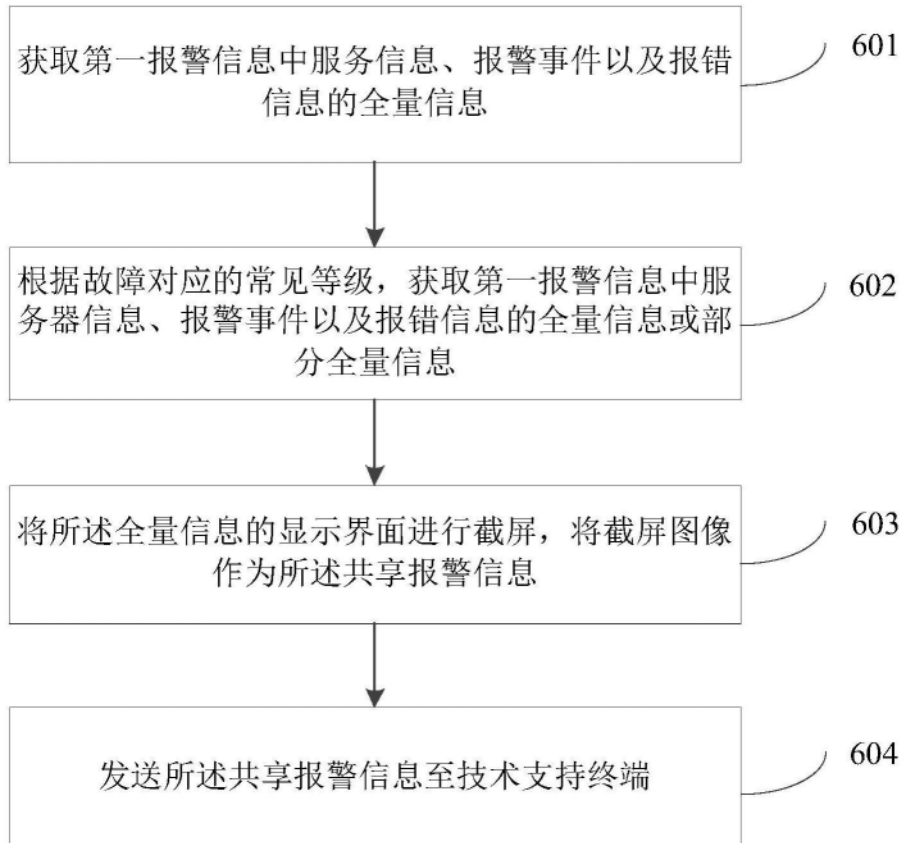 获取第一报警信息中服务信息、报警事件以及报错
信息的全量信息
601
根据故障对应的常见等级，获取第一报警信息中服
务器信息、报警事件以及报错信息的全量信息或部
分全量信息
602
将所述全量信息的显示界面进行截屏，将截屏图像
作为所述共享报警信息
603
发送所述共享报警信息至技术支持终端
604